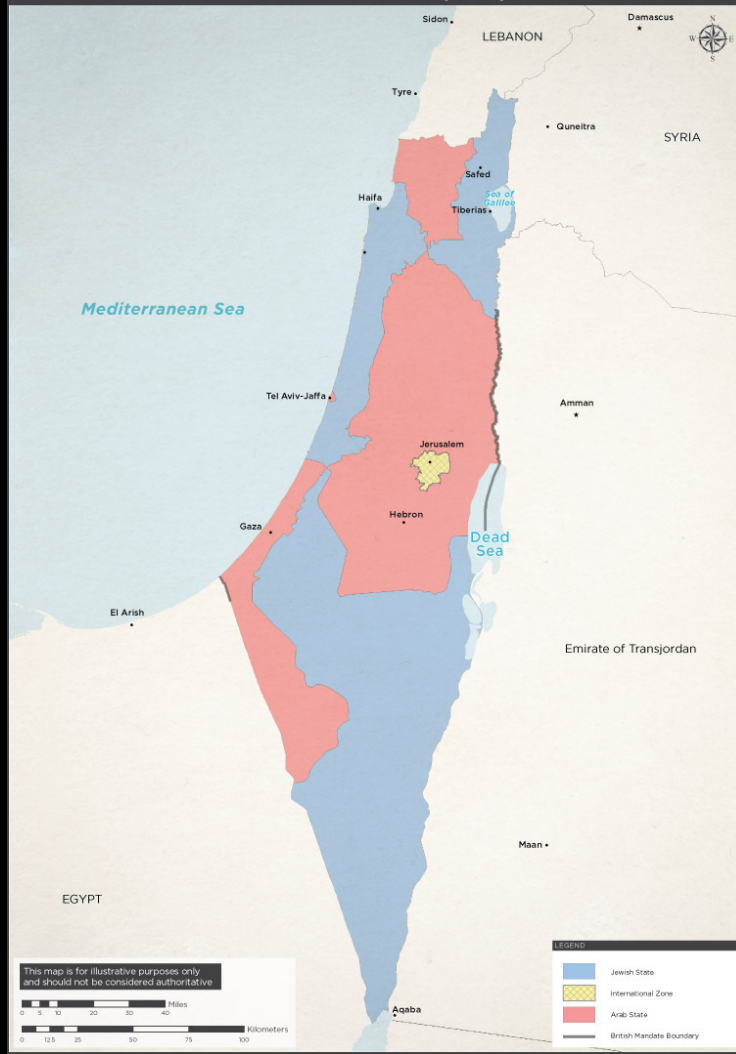 Sidon
Damascus
LEBANON
N
W
E
S
Tyre
Quneitra
SYRIA
Safed
Sea of
Galilee
Haifa
Tiberias
Mediterranean Sea
Tel Aviv-Jaffa
Amman
Jerusalem
Hebron
Gaza
Dead
Sea
El Arish
Emirate of Transjordan
Maan
EGYPT
Aqaba
This map is for illustrative purposes only
and should not be considered authoritative
Miles
0 5 10 20 30 40
Kilometers
0 12.5 25 50 75 100
LEGEND
Jewish State
International Zone
Arab State
British Mandate Boundary